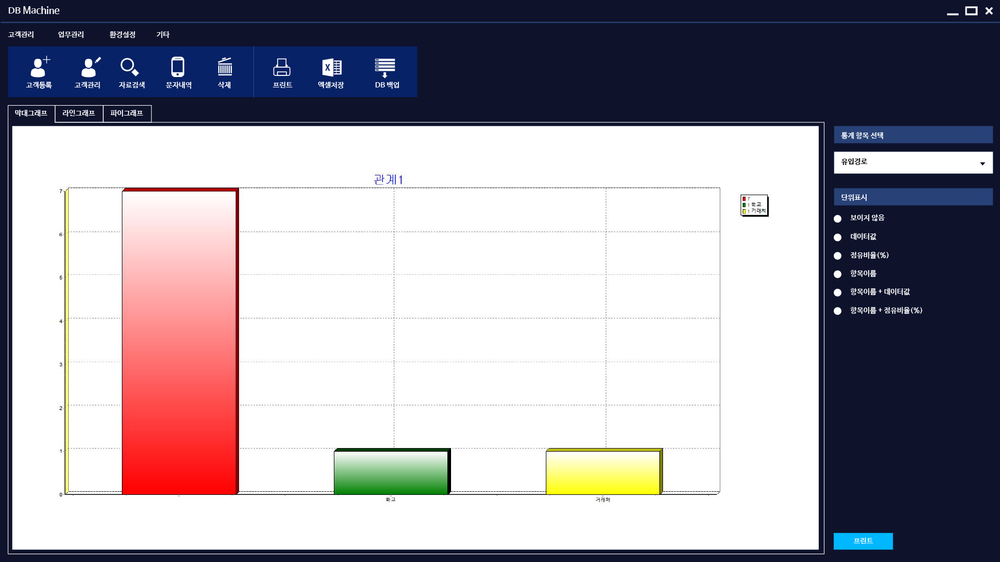 DB Machine
고객관리 업무관리 환경설정 기타
고객등록 고객관리 자료검색 문자내역 삭제 프린트 엑셀저장 DB 백업
막대그래프 라인그래프 파이그래프
관계1
7
6
5
4
3
2
1
0
학교 거래처
7
1 학교
1 거래처
통계 항목 선택
유입경로
단위표시
보이지 않음
데이터값
점유비율(%)
항목이름
항목이름 + 데이터값
항목이름 + 점유비율(%)
프린트